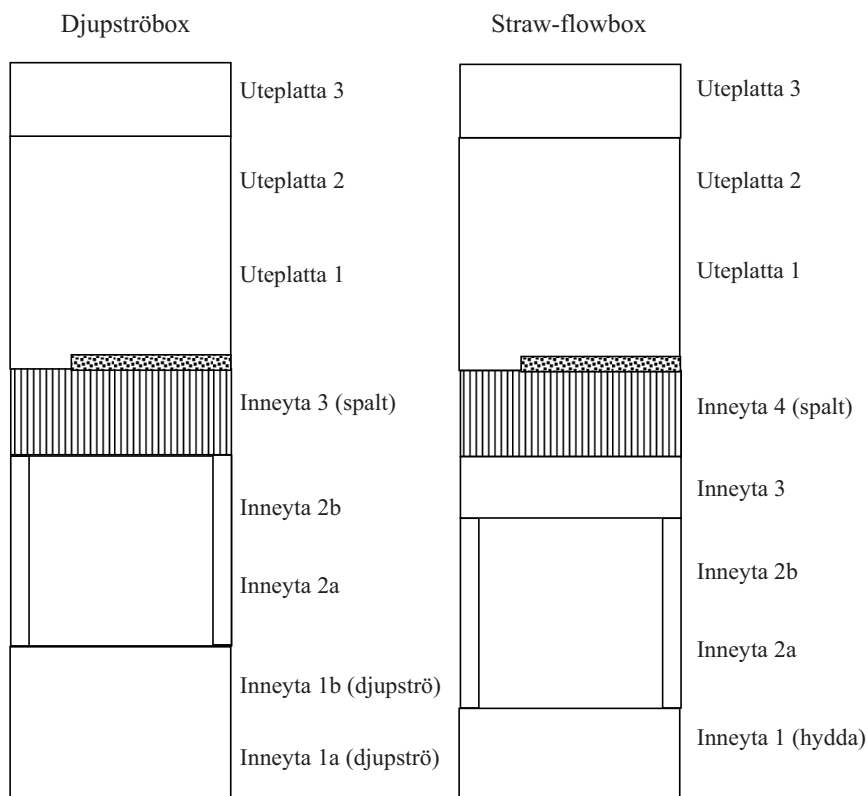 Djupströbox
Uteplatta 3
Uteplatta 2
Uteplatta 1
Inneyta 3 (spalt)
Inneyta 2b
Inneyta 2a
Inneyta 1b (djupströ)
Inneyta 1a (djupströ)
Straw-flowbox
Uteplatta 3
Uteplatta 2
Uteplatta 1
Inneyta 4 (spalt)
Inneyta 3
Inneyta 2b
Inneyta 2a
Inneyta 1 (hydda)